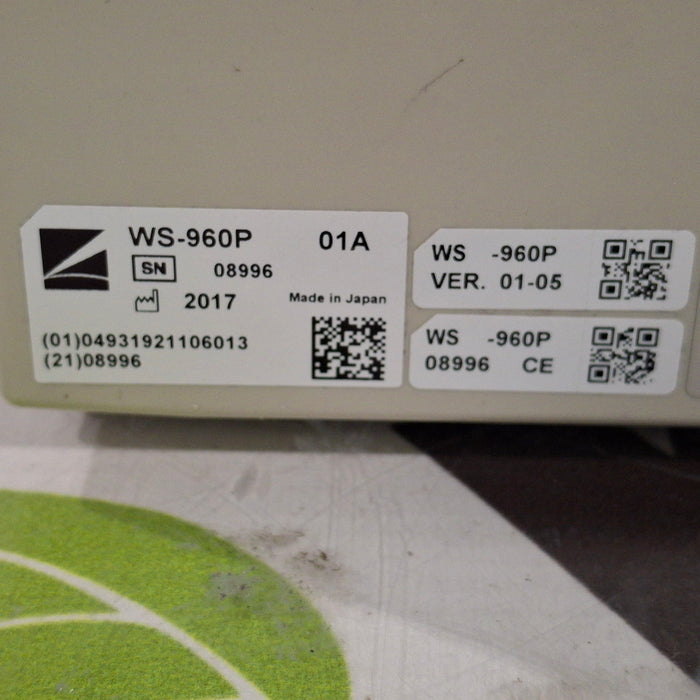 WS-960P 01A
SN 08996
2017 Made in Japan
(01)04931921106013
(21)08996
WS -960P
VER. 01-05
WS -960P
08996 CE